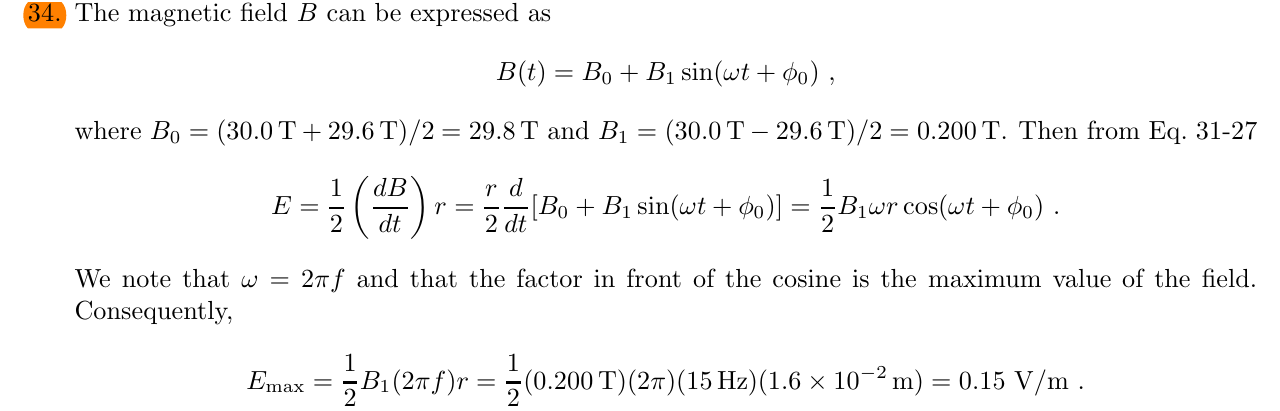 34. The magnetic field B can be expressed as
B(t) = B₀ + B₁ sin(ωt + ϕ₀) ,
where B₀ = (30.0 T + 29.6 T)/2 = 29.8 T and B₁ = (30.0 T − 29.6 T)/2 = 0.200 T. Then from Eq. 31-27
E = 1/2 (dB/dt) r = r/2 d/dt [B₀ + B₁ sin(ωt + ϕ₀)] = 1/2 B₁ωr cos(ωt + ϕ₀) .
We note that ω = 2πf and that the factor in front of the cosine is the maximum value of the field.
Consequently,
Eₘₐₓ = 1/2 B₁(2πf)r = 1/2 (0.200 T)(2π)(15 Hz)(1.6 × 10⁻² m) = 0.15 V/m .